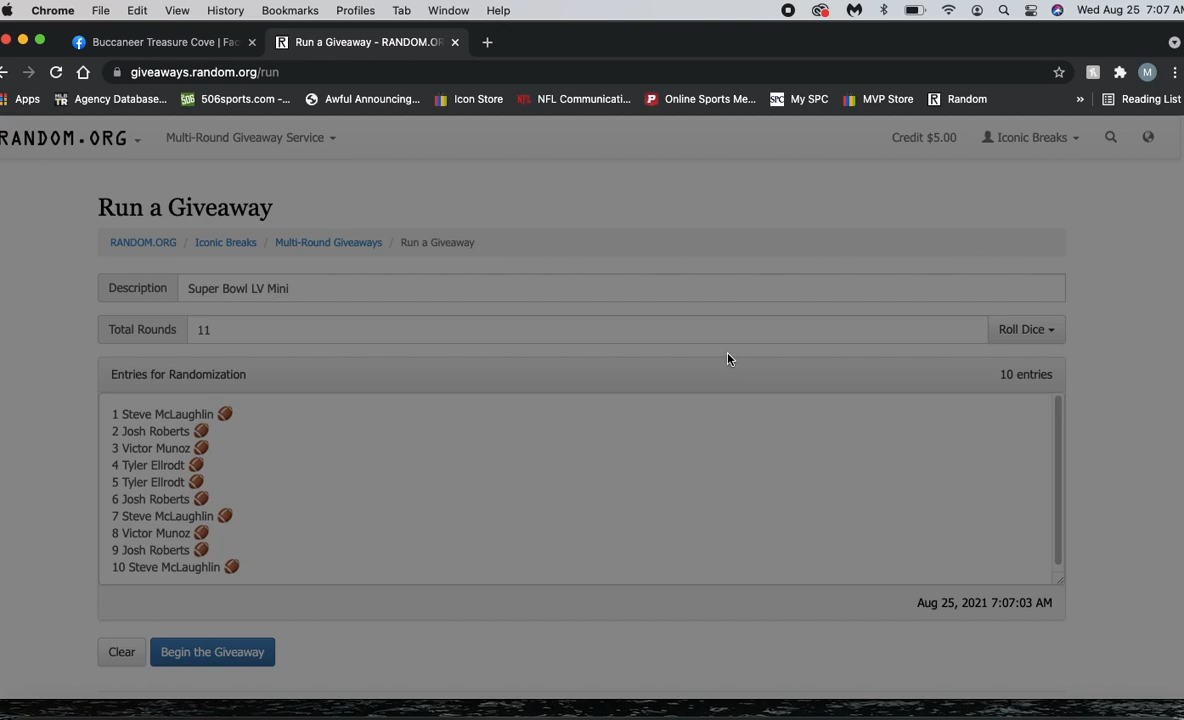 Chrome File Edit View History Bookmarks Profiles Tab Window Help Wed Aug 25 7:07 AM
Buccaneer Treasure Cove | Fac Run a Giveaway - RANDOM.OR
giveaways.random.org/run M
Apps Agency Database... 506sports.com -... Awful Announcing,... Icon Store NFL Communicati... Online Sports Me... SPC My SPC MVP Store R Random » Reading List
RANDOM.ORG Multi-Round Giveaway Service Credit $5.00 Iconic Breaks
Run a Giveaway
RANDOM.ORG / Iconic Breaks / Multi-Round Giveaways / Run a Giveaway
Description Super Bowl LV Mini
Total Rounds 11 Roll Dice
Entries for Randomization 10 entries
1 Steve McLaughlin 🏈
2 Josh Roberts 🏈
3 Victor Munoz 🏈
4 Tyler Ellrodt 🏈
5 Tyler Ellrodt 🏈
6 Josh Roberts 🏈
7 Steve McLaughlin 🏈
8 Victor Munoz 🏈
9 Josh Roberts 🏈
10 Steve McLaughlin 🏈
Aug 25, 2021 7:07:03 AM
Clear Begin the Giveaway